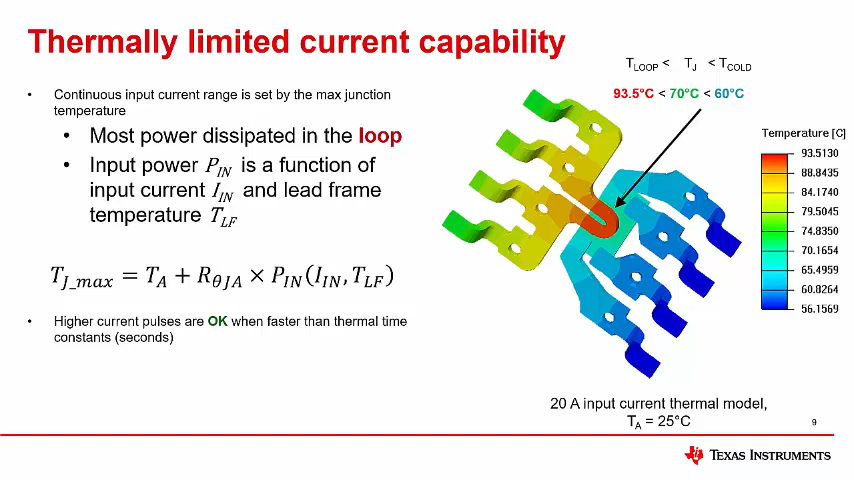 Thermally limited current capability
• Continuous input current range is set by the max junction
temperature
• Most power dissipated in the loop
• Input power P_IN is a function of
input current I_IN and lead frame
temperature T_LF
T_J_max = T_A + R_θJA × P_IN(I_IN, T_LF)
• Higher current pulses are OK when faster than thermal time
constants (seconds)
T_LOOP < T_J < T_COLD
93.5°C < 70°C < 60°C
Temperature [C]
93.5130
88.8435
84.1740
79.5045
74.8350
70.1654
65.4959
60.8264
56.1569
20 A input current thermal model,
T_A = 25°C
9
TEXAS INSTRUMENTS